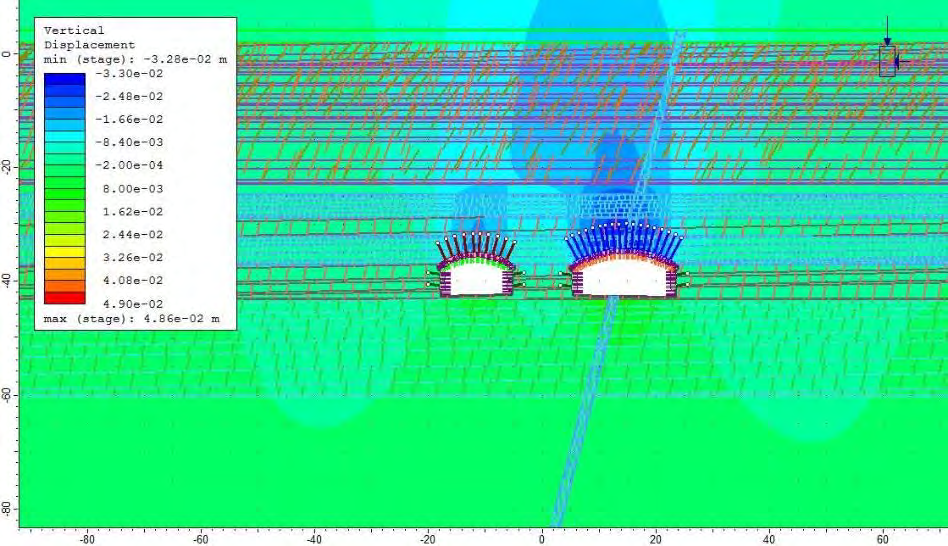 Vertical
Displacement
min (stage): -3.28e-02 m
-3.30e-02
-2.48e-02
-1.66e-02
-8.40e-03
-2.00e-04
8.00e-03
1.62e-02
2.44e-02
3.26e-02
4.08e-02
4.90e-02
max (stage): 4.86e-02 m
0
-20
-40
-60
-80
-80
-60
-40
-20
0
20
40
60